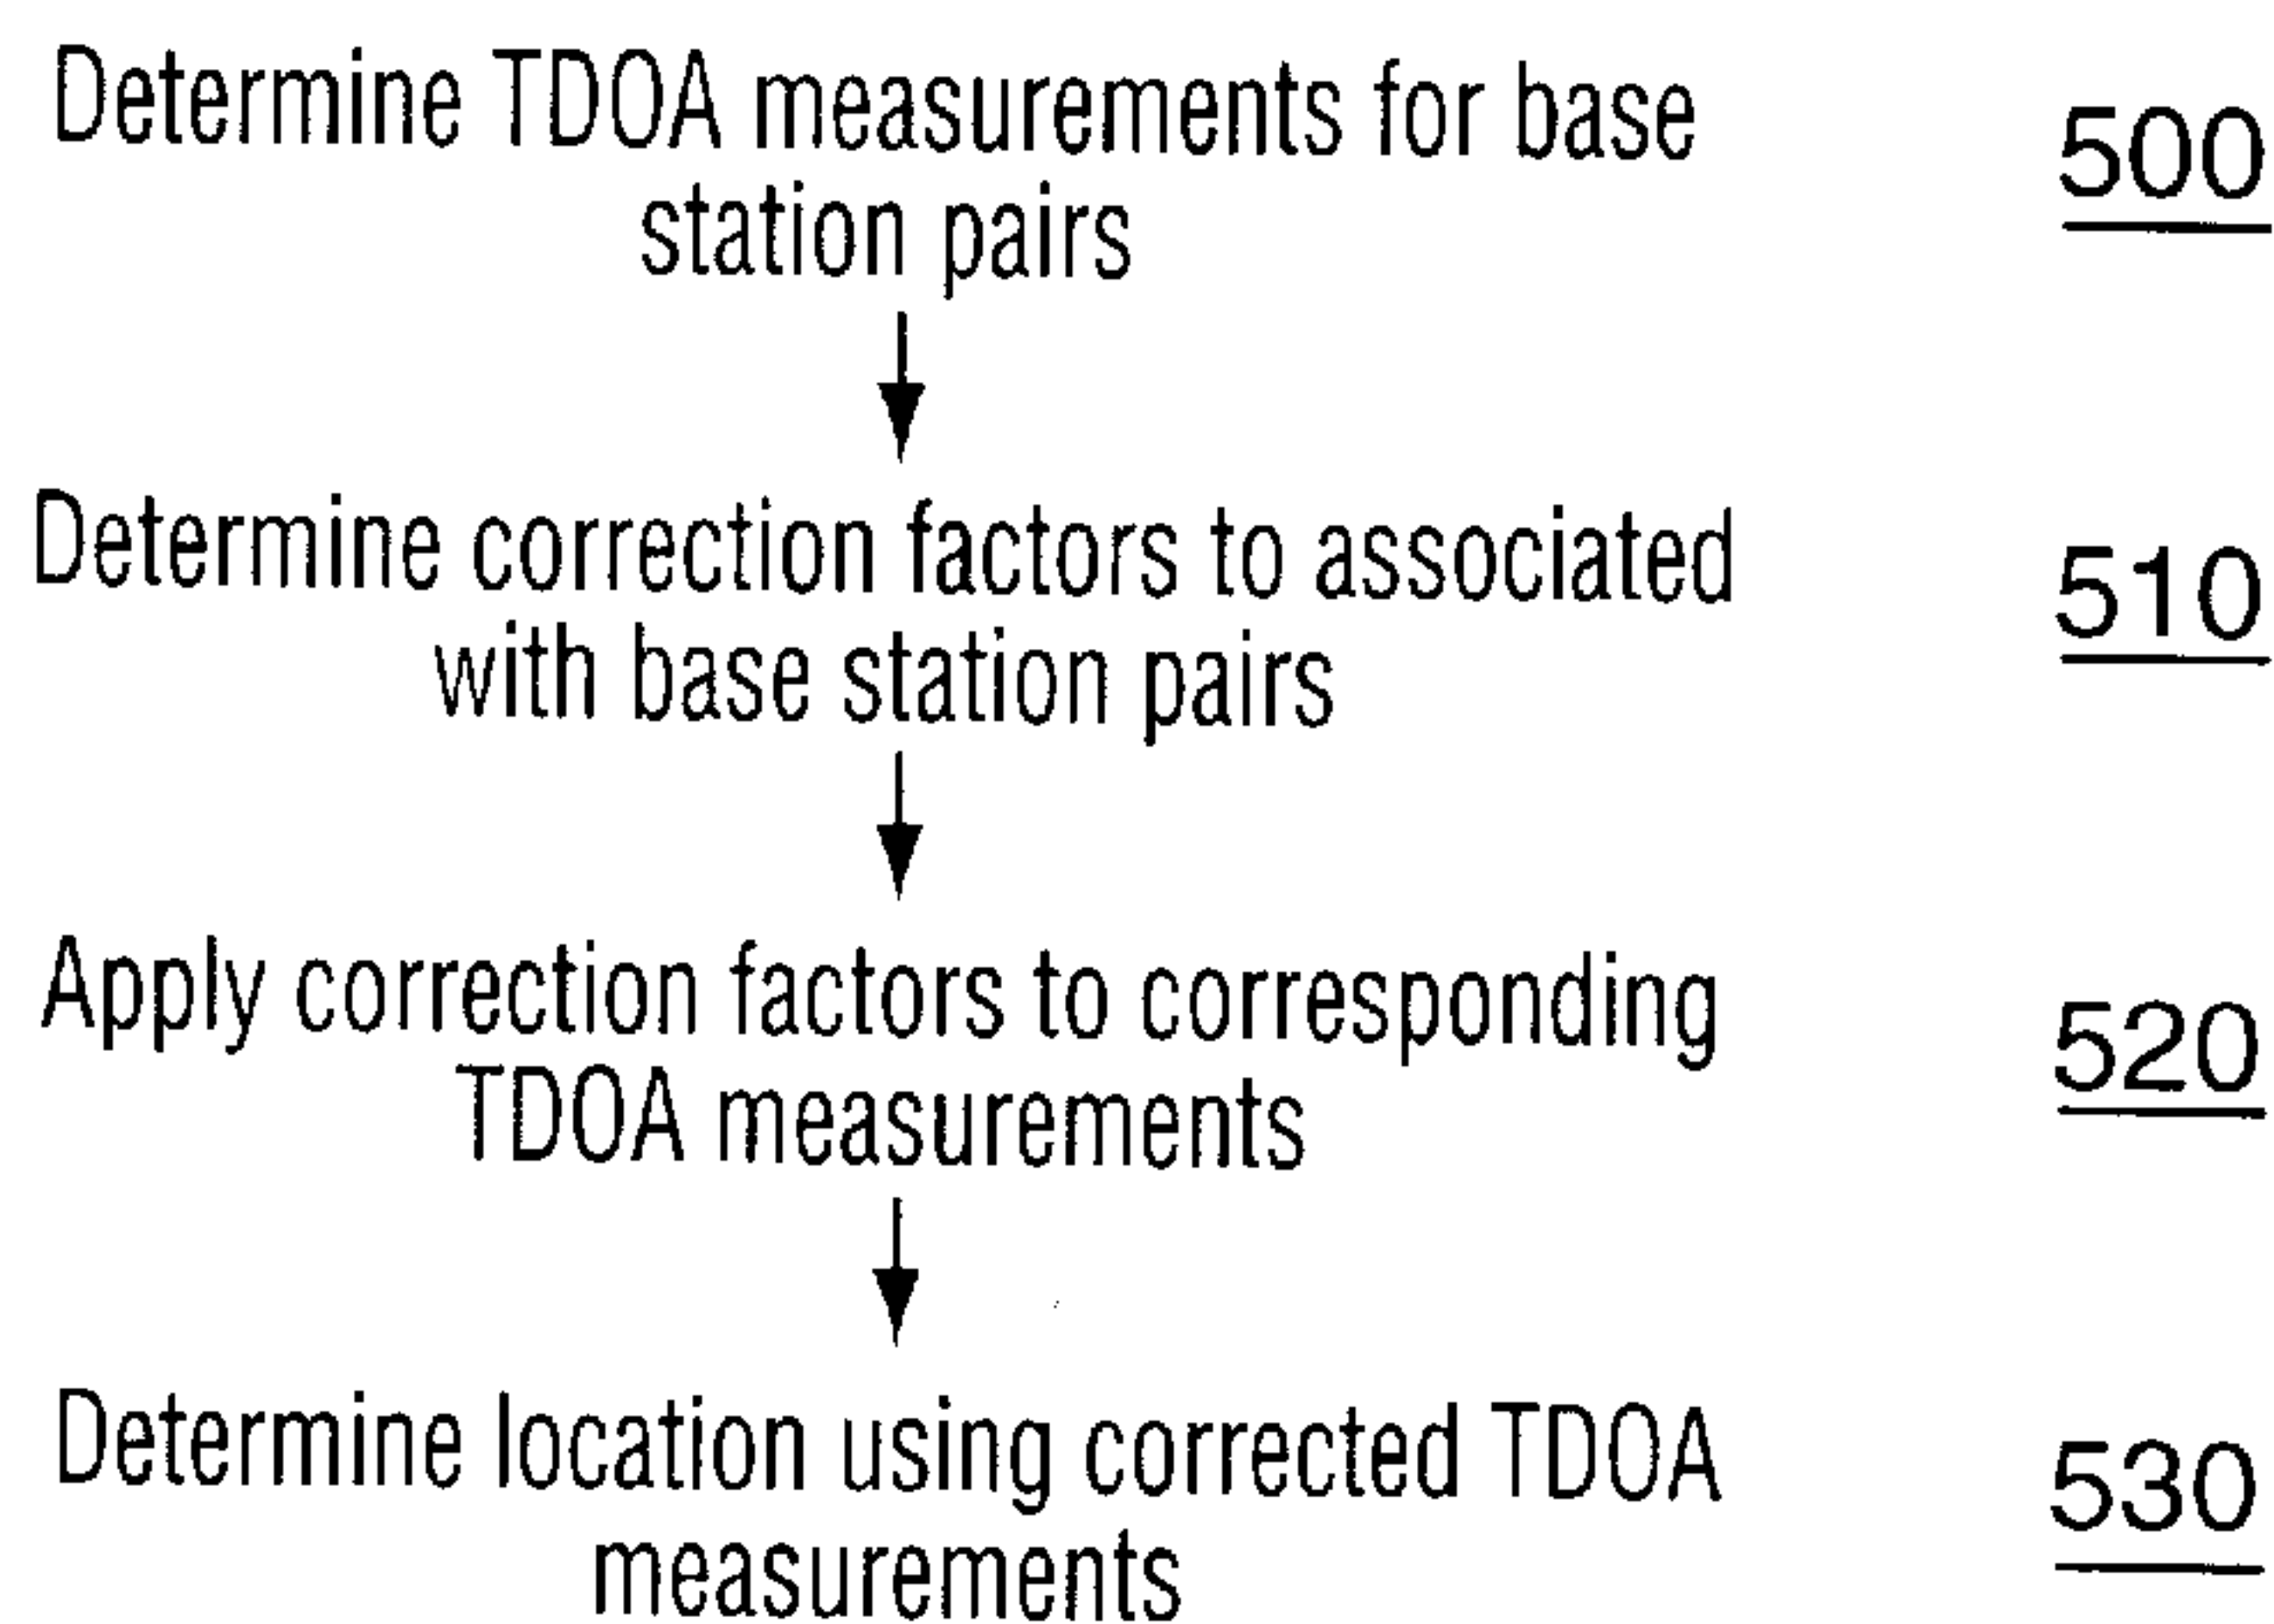 Determine TDOA measurements for base
station pairs
500
Determine correction factors to associated
with base station pairs
510
Apply correction factors to corresponding
TDOA measurements
520
Determine location using corrected TDOA
measurements
530